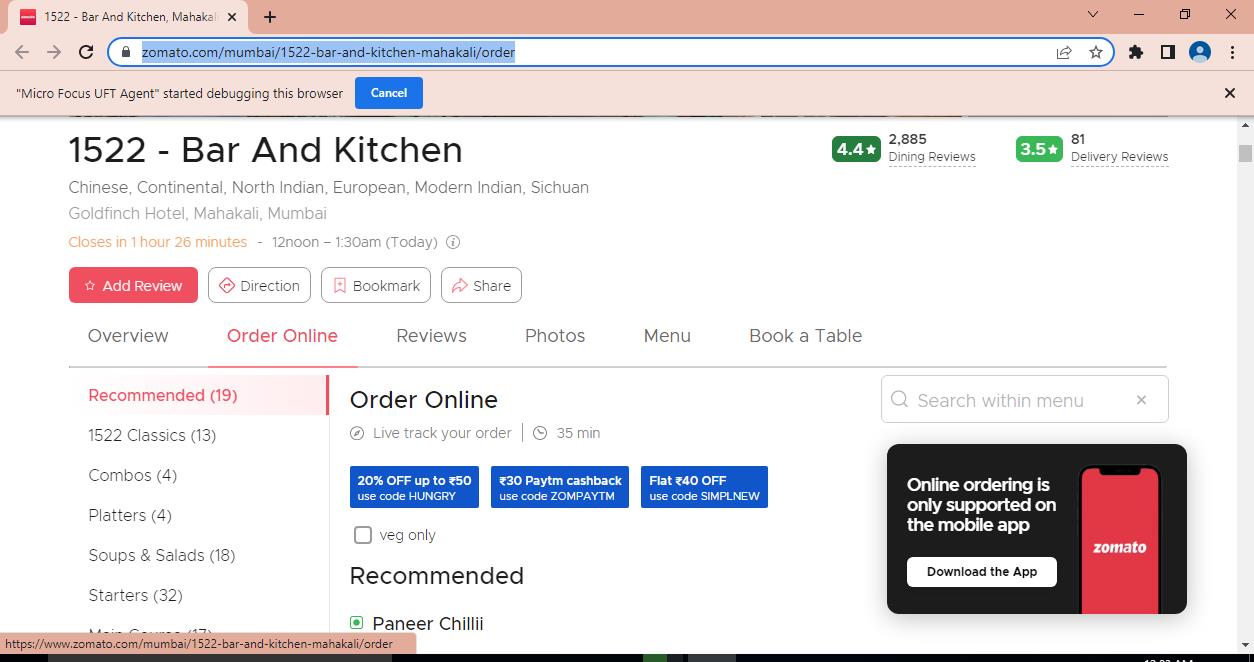 1522 - Bar And Kitchen, Mahakal
zomato.com/mumbai/1522-bar-and-kitchen-mahakali/order
"Micro Focus UFT Agent" started debugging this browser
Cancel
1522 - Bar And Kitchen
4.4
2,885
Dining Reviews
3.5
81
Delivery Reviews
Chinese, Continental, North Indian, European, Modern Indian, Sichuan
Goldfinch Hotel, Mahakali, Mumbai
Closes in 1 hour 26 minutes - 12noon – 1:30am (Today)
Add Review
Direction
Bookmark
Share
Overview
Order Online
Reviews
Photos
Menu
Book a Table
Recommended (19)
1522 Classics (13)
Combos (4)
Platters (4)
Soups & Salads (18)
Starters (32)
Main Course (17)
Order Online
Live track your order
35 min
20% OFF up to ₹50
use code HUNGRY
₹30 Paytm cashback
use code ZOMPAYTM
Flat ₹40 OFF
use code SIMPLNEW
veg only
Recommended
Paneer Chillii
Search within menu
Online ordering is
only supported on
the mobile app
Download the App
zomato
https://www.zomato.com/mumbai/1522-bar-and-kitchen-mahakali/order